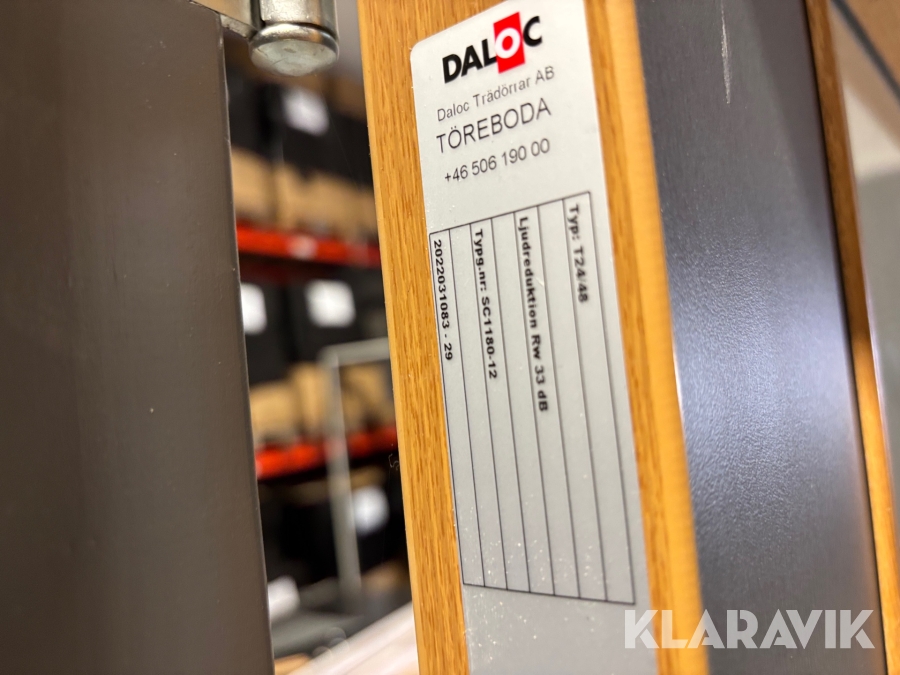 DALOC
Daloc Trädörrar AB
TÖREBODA
+46 506 190 00
Typ: T24/48
Ljudreduktion Rw 33 dB
Typg.nr: SC1180-12
2022031083 - 29
KLARAVIK